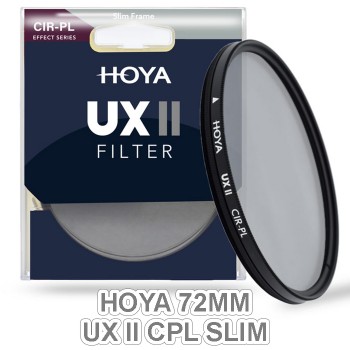 Slim Frame
CIR-PL
EFFECT SERIES
HOYA
UX II
FILTER
UX II
CIR-PL
HOYA 72MM
UX II CPL SLIM